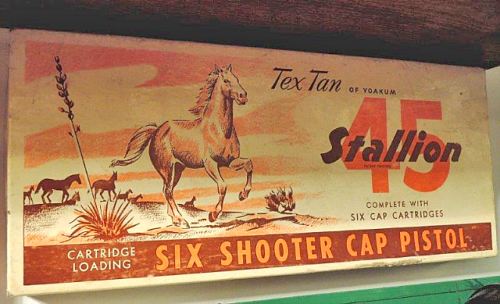 Tex Tan OF YOAKUM
45
Stallion
COMPLETE WITH
SIX CAP CARTRIDGES
CARTRIDGE
LOADING
SIX SHOOTER CAP PISTOL